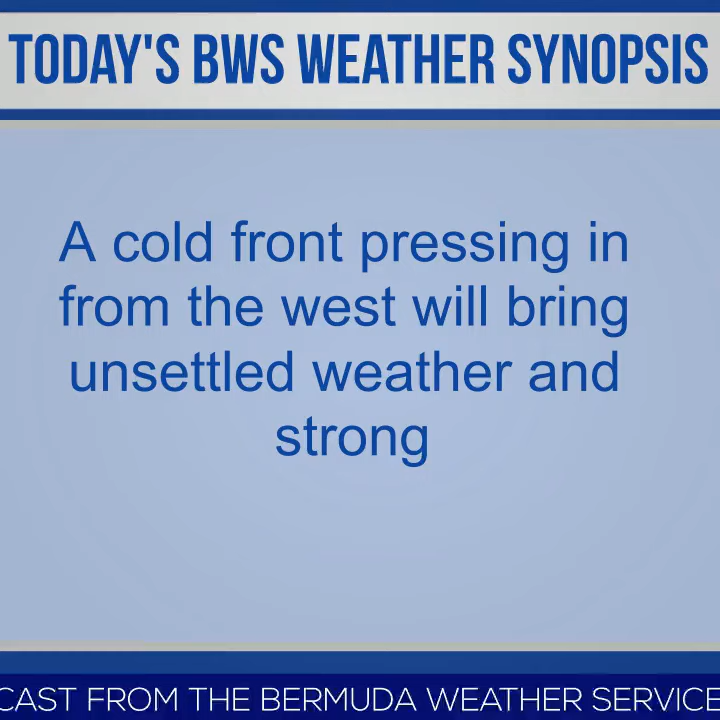 TODAY'S BWS WEATHER SYNOPSIS
A cold front pressing in
from the west will bring
unsettled weather and
strong
CAST FROM THE BERMUDA WEATHER SERVICE